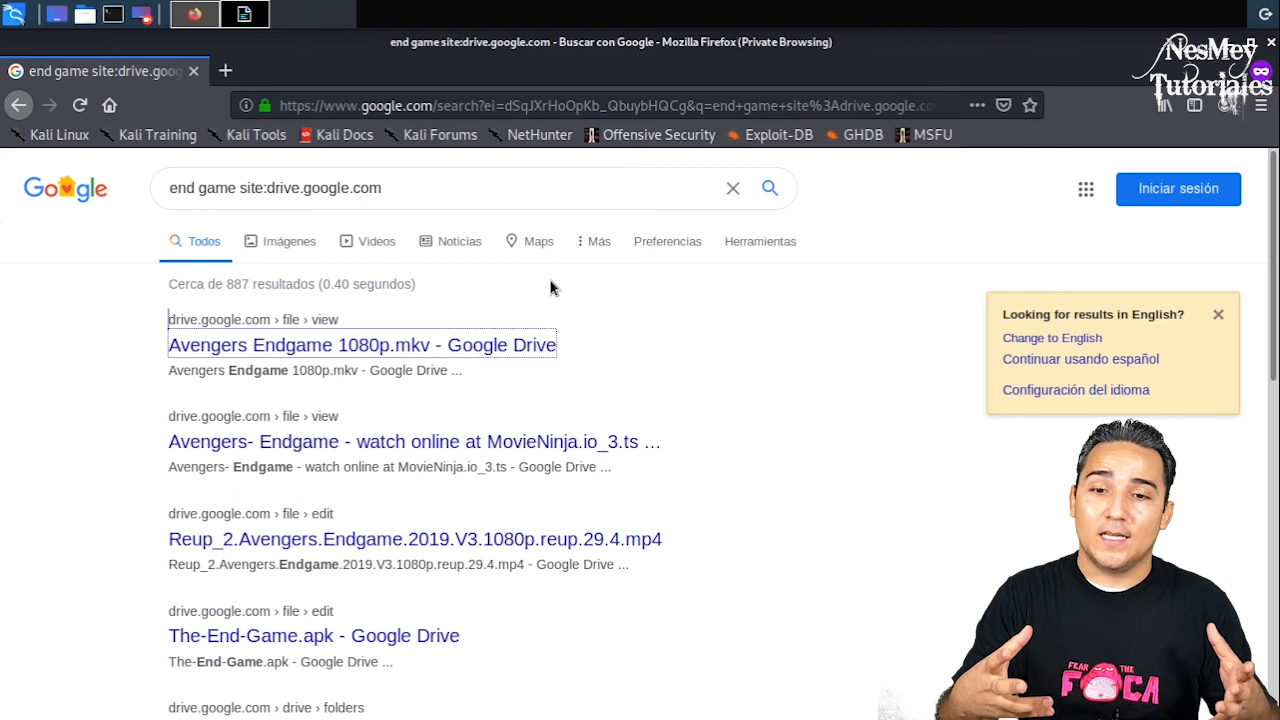 end game site:drive.google.com - Buscar con Google - Mozilla Firefox (Private Browsing)
NesMey
Tutoriales
end game site:drive.goog
https://www.google.com/search?ei=dSqJXrHoOpKb_QbuybHQCg&q=end+game+site%3Adrive.google.co
Kali Linux Kali Training Kali Tools Kali Docs Kali Forums NetHunter Offensive Security Exploit-DB GHDB MSFU
Google
end game site:drive.google.com
Iniciar sesión
Todos Imágenes Videos Noticias Maps Más Preferencias Herramientas
Cerca de 887 resultados (0.40 segundos)
drive.google.com › file › view
Avengers Endgame 1080p.mkv - Google Drive
Avengers Endgame 1080p.mkv - Google Drive ...
Looking for results in English?
Change to English
Continuar usando español
Configuración del idioma
drive.google.com › file › view
Avengers- Endgame - watch online at MovieNinja.io_3.ts ...
Avengers- Endgame - watch online at MovieNinja.io_3.ts - Google Drive ...
drive.google.com › file › edit
Reup_2.Avengers.Endgame.2019.V3.1080p.reup.29.4.mp4
Reup_2.Avengers.Endgame.2019.V3.1080p.reup.29.4.mp4 - Google Drive ...
drive.google.com › file › edit
The-End-Game.apk - Google Drive
The-End-Game.apk - Google Drive ...
drive.google.com › drive › folders
FEAR THE
FOCA